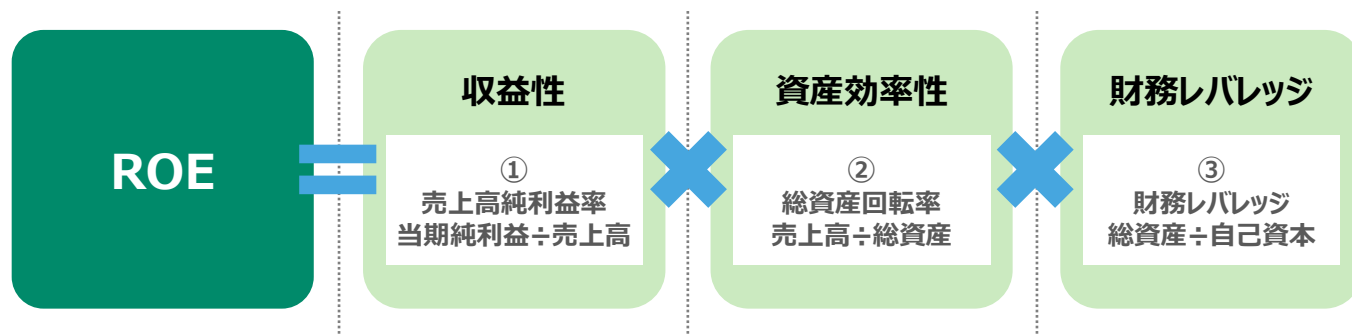 ROE
=
収益性
①
売上高純利益率
当期純利益÷売上高
×
資産効率性
②
総資産回転率
売上高÷総資産
×
財務レバレッジ
③
財務レバレッジ
総資産÷自己資本